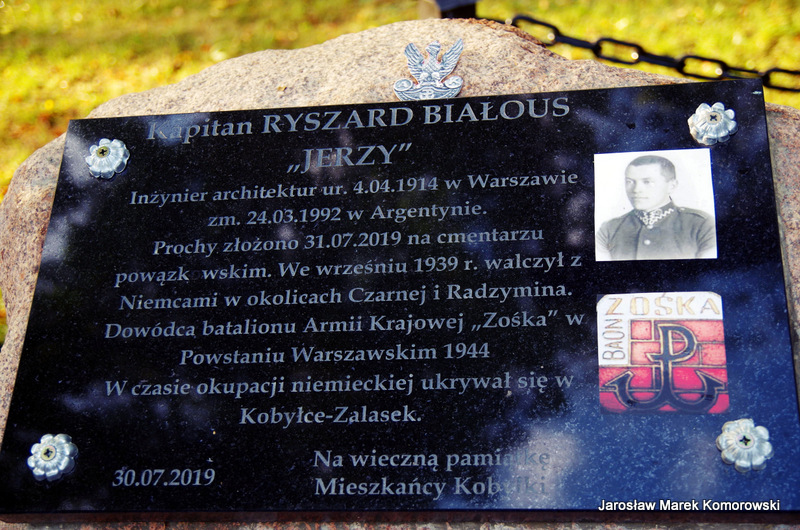 Kapitan RYSZARD BIAŁOUS
„JERZY”
Inżynier architektur ur. 4.04.1914 w Warszawie
zm. 24.03.1992 w Argentynie.
Prochy złożono 31.07.2019 na cmentarzu
powązk wskim. We wrześniu 1939 r. walczył z
Niemcami w okolicach Czarnej i Radzymina.
Dowódca batalionu Armii Krajowej „Zośka” w
Powstaniu Warszawskim 1944
W czasie okupacji niemieckiej ukrywał się w
Kobyłce-Zalasek.
Na wieczną pamiątkę
30.07.2019 Mieszkańcy Kobyłki
BAON ZOŚKA
Jarosław Marek Komorowski